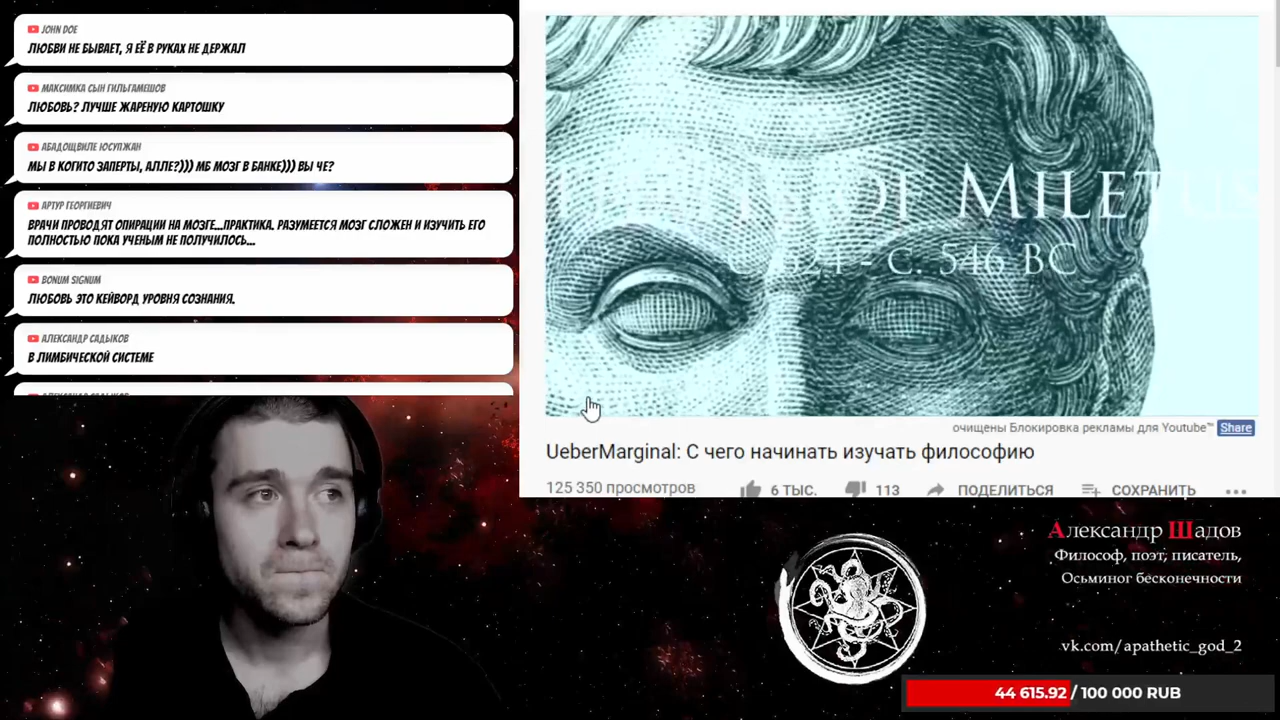 JOHN DOE
ЛЮБВИ НЕ БЫВАЕТ, Я ЕЁ В РУКАХ НЕ ДЕРЖАЛ
МАКСИМКА СЫН ГИЛЬГАМЕШОВ
ЛЮБОВЬ? ЛУЧШЕ ЖАРЕНУЮ КАРТОШКУ
АБАДОЩВИЛЕ ЮСУПЖАН
МЫ В КОГИТО ЗАПЕРТЫ, АЛЛЕ?))) МБ МОЗГ В БАНКЕ))) ВЫ ЧЕ?
АРТУР ГЕОРГИЕВИЧ
ВРАЧИ ПРОВОДЯТ ОПИРАЦИИ НА МОЗГЕ...ПРАКТИКА. РАЗУМЕЕТСЯ МОЗГ СЛОЖЕН И ИЗУЧИТЬ ЕГО
ПОЛНОСТЬЮ ПОКА УЧЕНЫМ НЕ ПОЛУЧИЛОСЬ...
BONUM SIGNUM
ЛЮБОВЬ ЭТО КЕЙВОРД УРОВНЯ СОЗНАНИЯ.
АЛЕКСАНДР САДЫКОВ
В ЛИМБИЧЕСКОЙ СИСТЕМЕ
OF MILETUS
- C. 546 BC
очищены Блокировка рекламы для Youtube™ Share
UeberMarginal: С чего начинать изучать философию
125 350 просмотров
6 ТЫС. 113 ПОДЕЛИТЬСЯ СОХРАНИТЬ
Александр Шадов
Философ, поэт, писатель,
Осьминог бесконечности
vk.com/apathetic_god_2
44 615.92 / 100 000 RUB